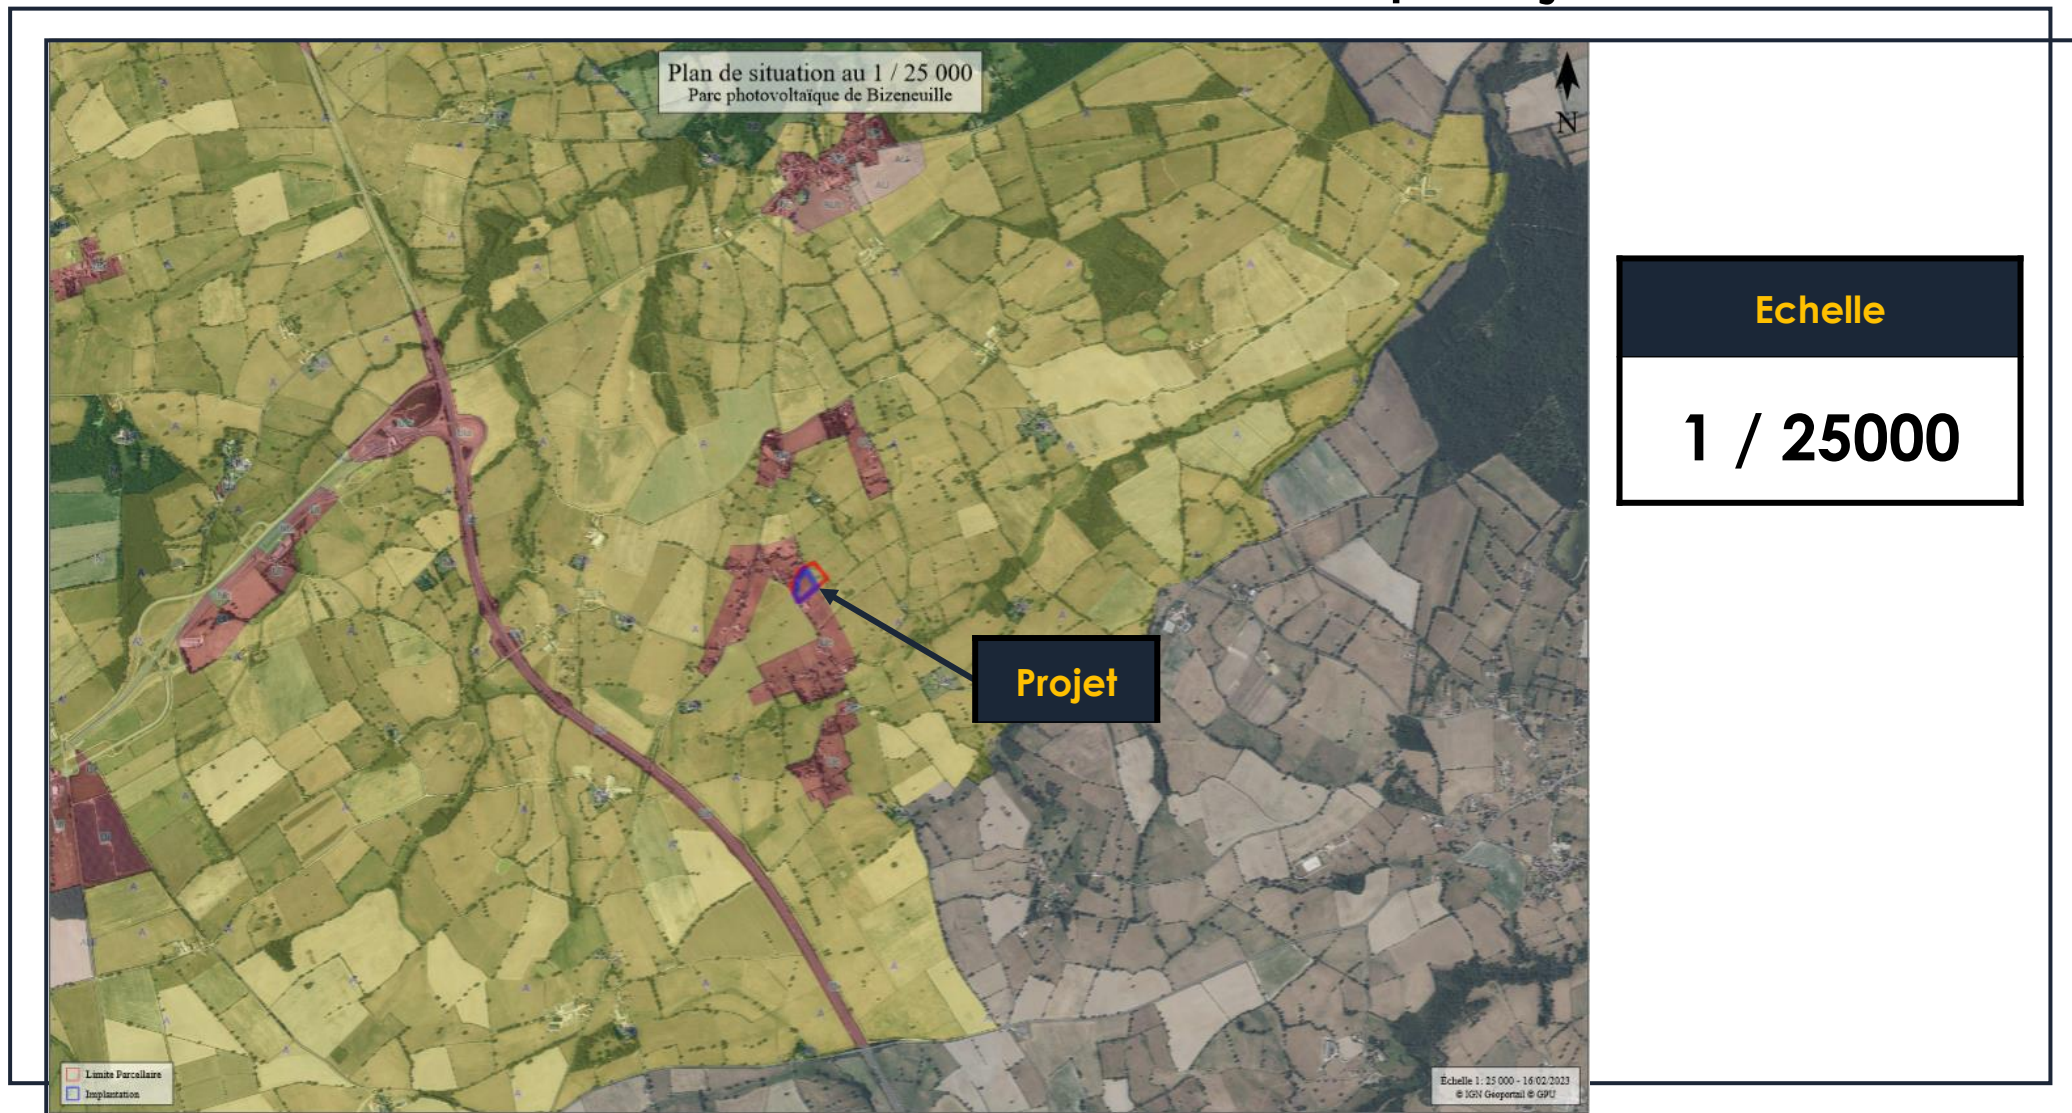 Plan de situation au 1 / 25 000
Parc photovoltaïque de Bizeneuille
N
Echelle
1 / 25000
Projet
Limite Parcellaire
Implantation
Échelle 1: 25 000 - 16/02/2023
© IGN Géoportail © GPU